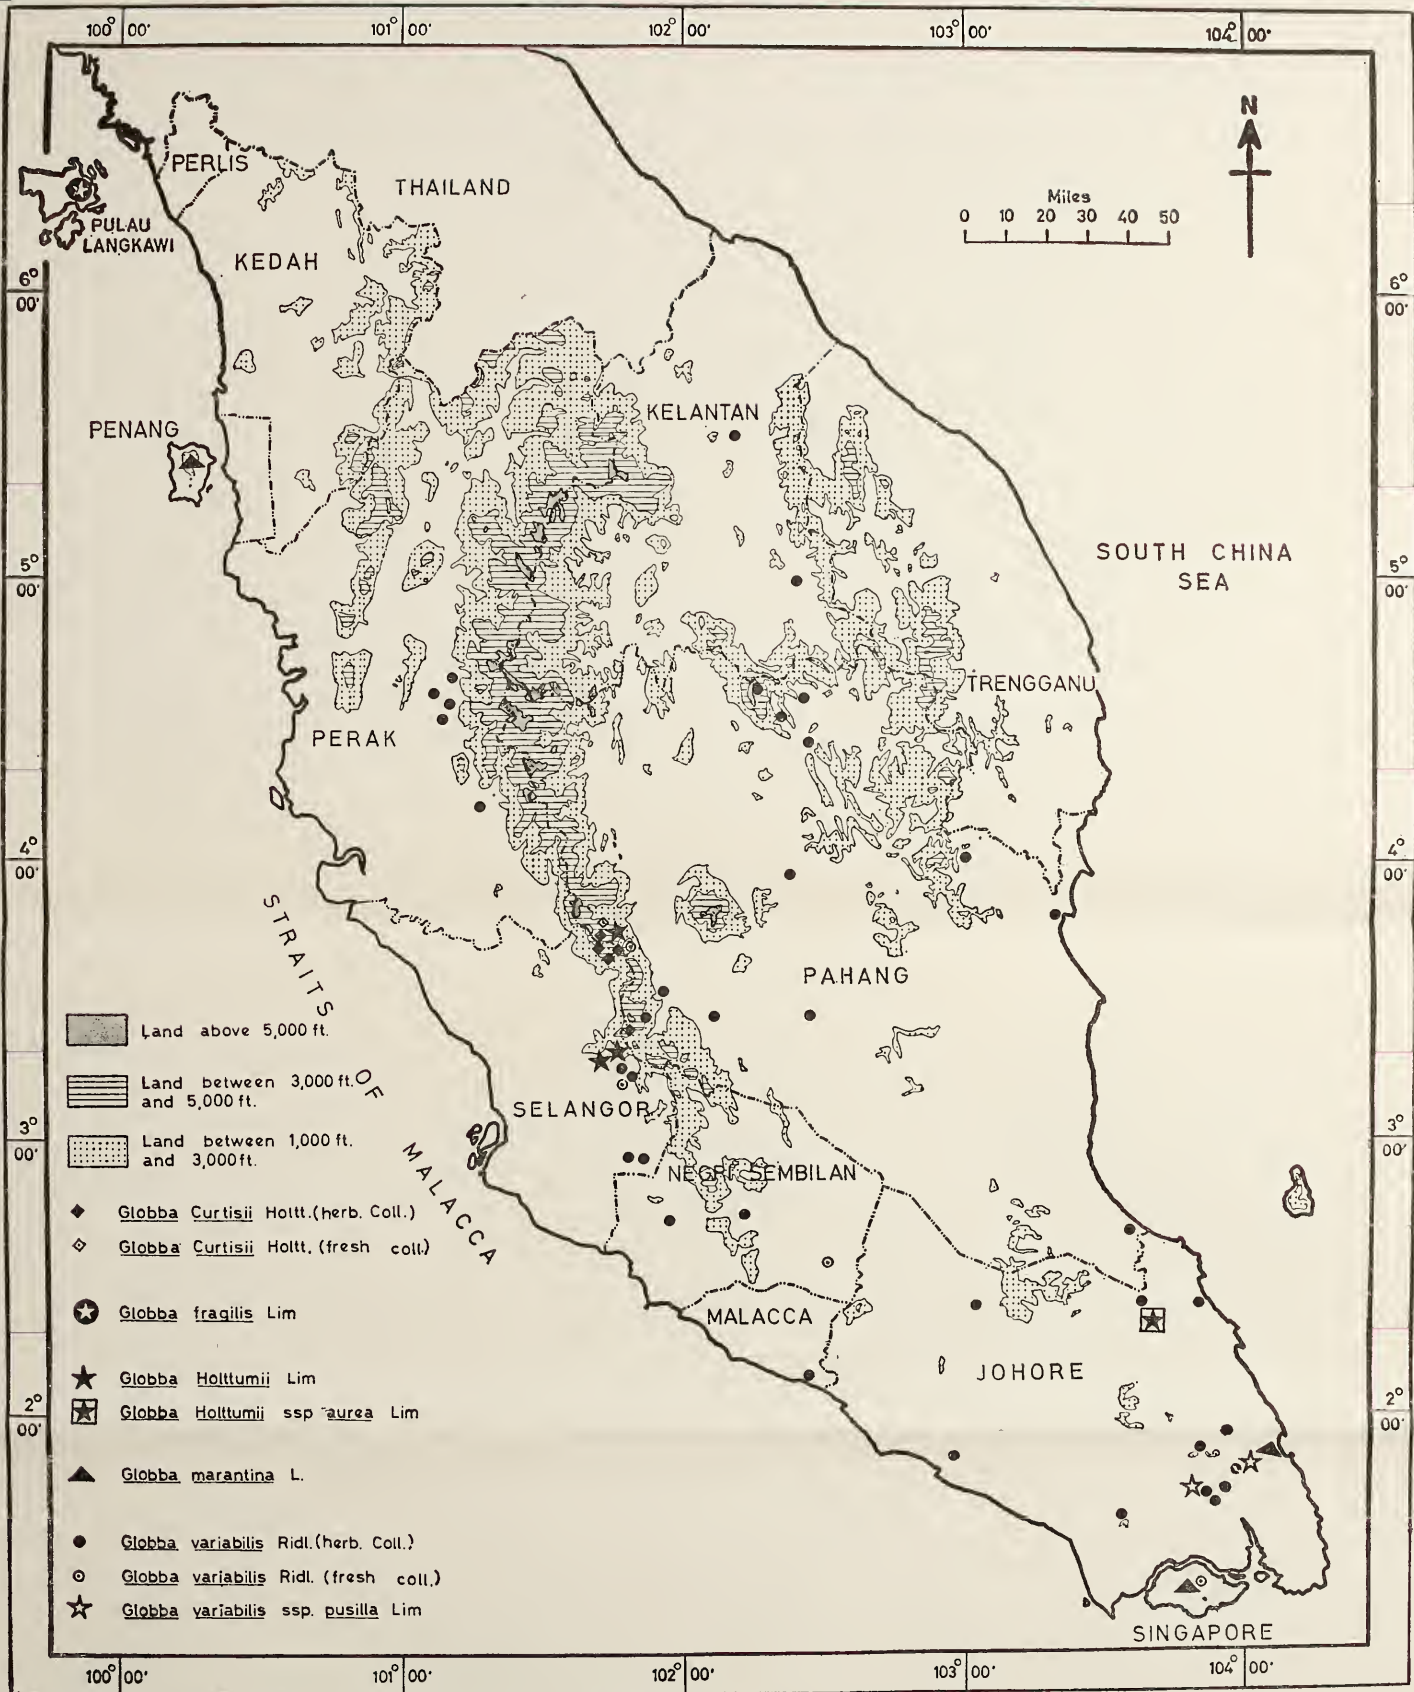 100° 00'
101° 00'
102° 00'
103° 00'
104° 00'
N
PERLIS
THAILAND
Miles
0 10 20 30 40 50
PULAU
LANGKAWI
KEDAH
6°
00'
6°
00'
PENANG
KELANTAN
SOUTH CHINA
SEA
5°
00'
5°
00'
TRENGGANU
PERAK
4°
00'
4°
00'
STRAITS OF MALACCA
PAHANG
Land above 5,000 ft.
Land between 3,000 ft.
and 5,000 ft.
Land between 1,000 ft.
and 3,000 ft.
SELANGOR
3°
00'
3°
00'
NEGRI SEMBILAN
Globba Curtisii Holtt. (herb. Coll.)
Globba Curtisii Holtt. (fresh coll.)
MALACCA
Globba fragilis Lim
JOHORE
Globba Holttumii Lim
Globba Holttumii ssp aurea Lim
2°
00'
2°
00'
Globba marantina L.
Globba variabilis Ridl. (herb. Coll.)
Globba variabilis Ridl. (fresh coll.)
Globba variabilis ssp. pusilla Lim
SINGAPORE
100° 00'
101° 00'
102° 00'
103° 00'
104° 00'